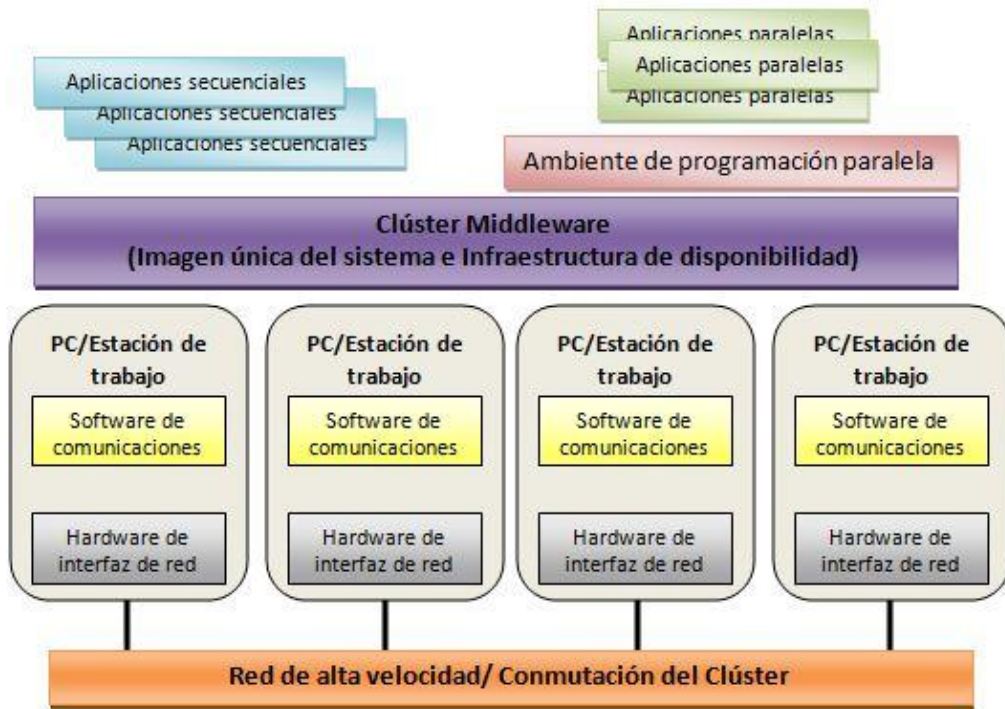 Aplicaciones paralelas
Aplicaciones paralelas
Aplicaciones paralelas
Aplicaciones secuenciales
Aplicaciones secuenciales
Aplicaciones secuenciales
Ambiente de programación paralela
Clúster Middleware
(Imagen única del sistema e Infraestructura de disponibilidad)
PC/Estación de
trabajo
Software de
comunicaciones
Hardware de
interfaz de red
PC/Estación de
trabajo
Software de
comunicaciones
Hardware de
interfaz de red
PC/Estación de
trabajo
Software de
comunicaciones
Hardware de
interfaz de red
PC/Estación de
trabajo
Software de
comunicaciones
Hardware de
interfaz de red
Red de alta velocidad/ Conmutación del Clúster